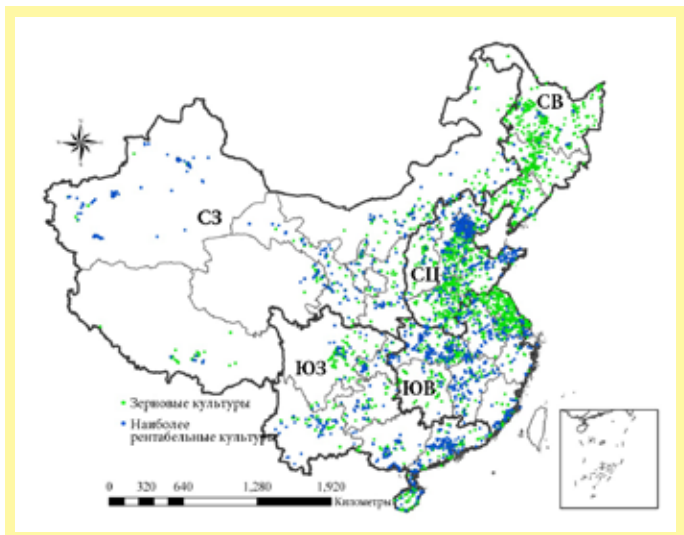 СВ
СЗ
СЦ
ЮЗ
ЮВ
Зерновые культуры
Наиболее
рентабельные культуры
0 320 640 1,280 1,920
Километры